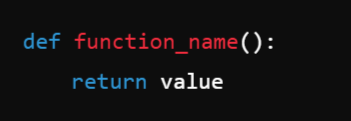 def function_name():
    return value